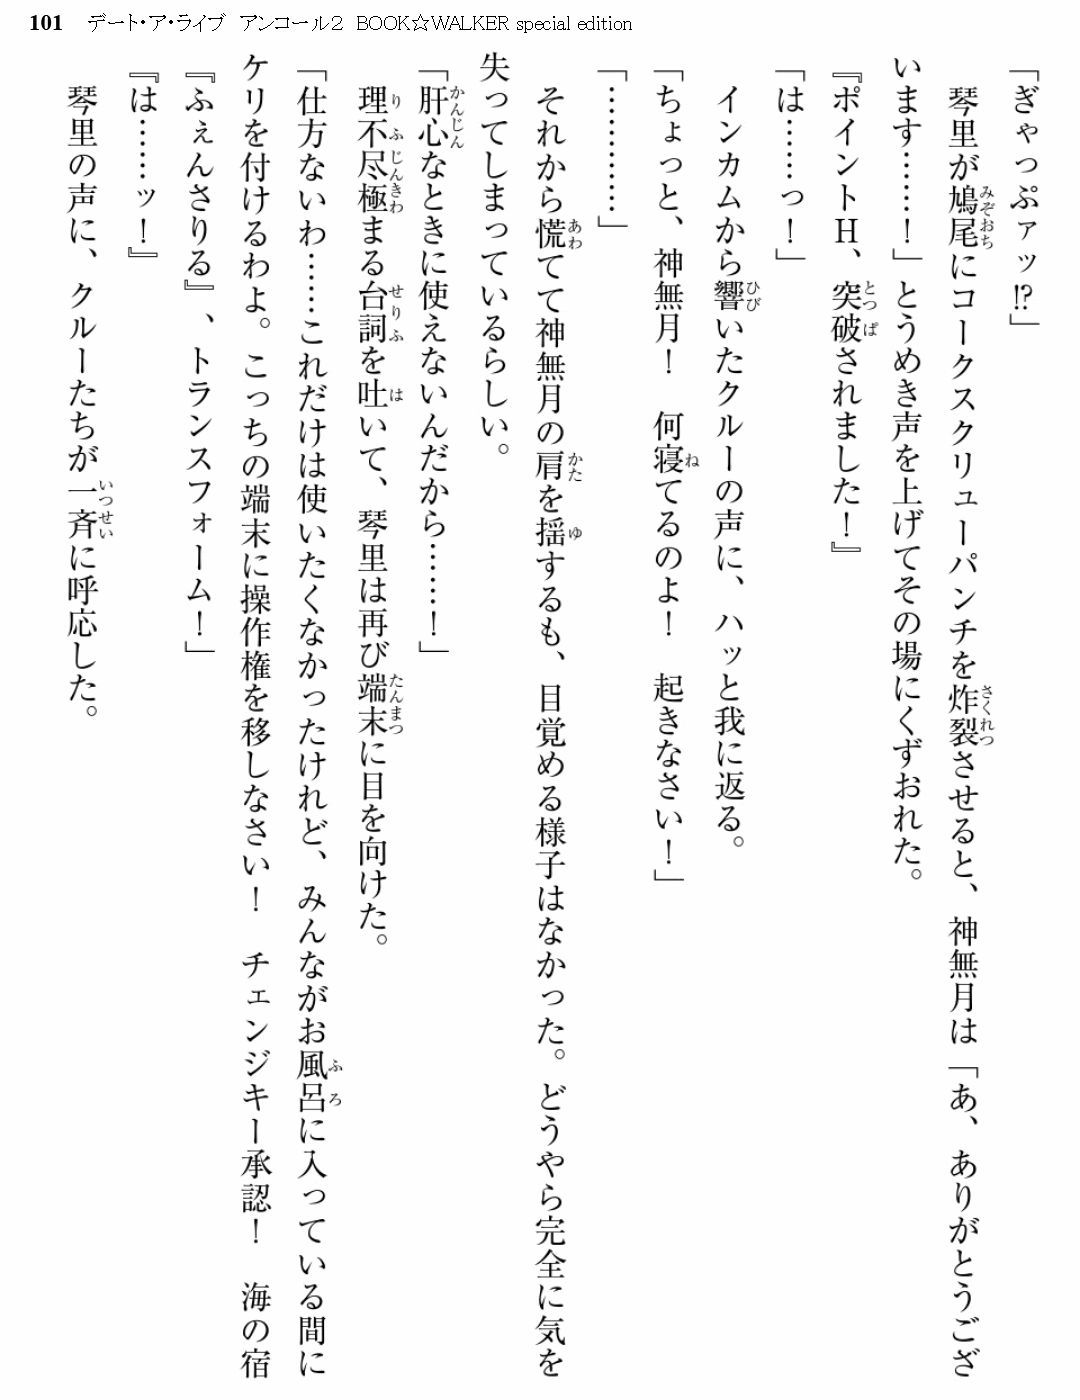 101 デート・ア・ライブ アンコール2 BOOK☆WALKER special edition
「ぎゃっぷァッ!?」
琴里が鳩尾にコークスクリューパンチを炸裂させると、神無月は「あ、ありがとうござ
います……!」とうめき声を上げてその場にくずおれた。
『ポイントH、突破されました!』
「は……っ!」
インカムから響いたクルーの声に、ハッと我に返る。
「ちょっと、神無月! 何寝てるのよ! 起きなさい!」
「…………」
それから慌てて神無月の肩を揺するも、目覚める様子はなかった。どうやら完全に気を
失ってしまっているらしい。
「肝心なときに使えないんだから……!」
理不尽極まる台詞を吐いて、琴里は再び端末に目を向けた。
「仕方ないわ……これだけは使いたくなかったけれど、みんながお風呂に入っている間に
ケリを付けるわよ。こっちの端末に操作権を移しなさい! チェンジキー承認! 海の宿
『ふぇんさりる』、トランスフォーム!」
『は……ッ!』
琴里の声に、クルーたちが一斉に呼応した。